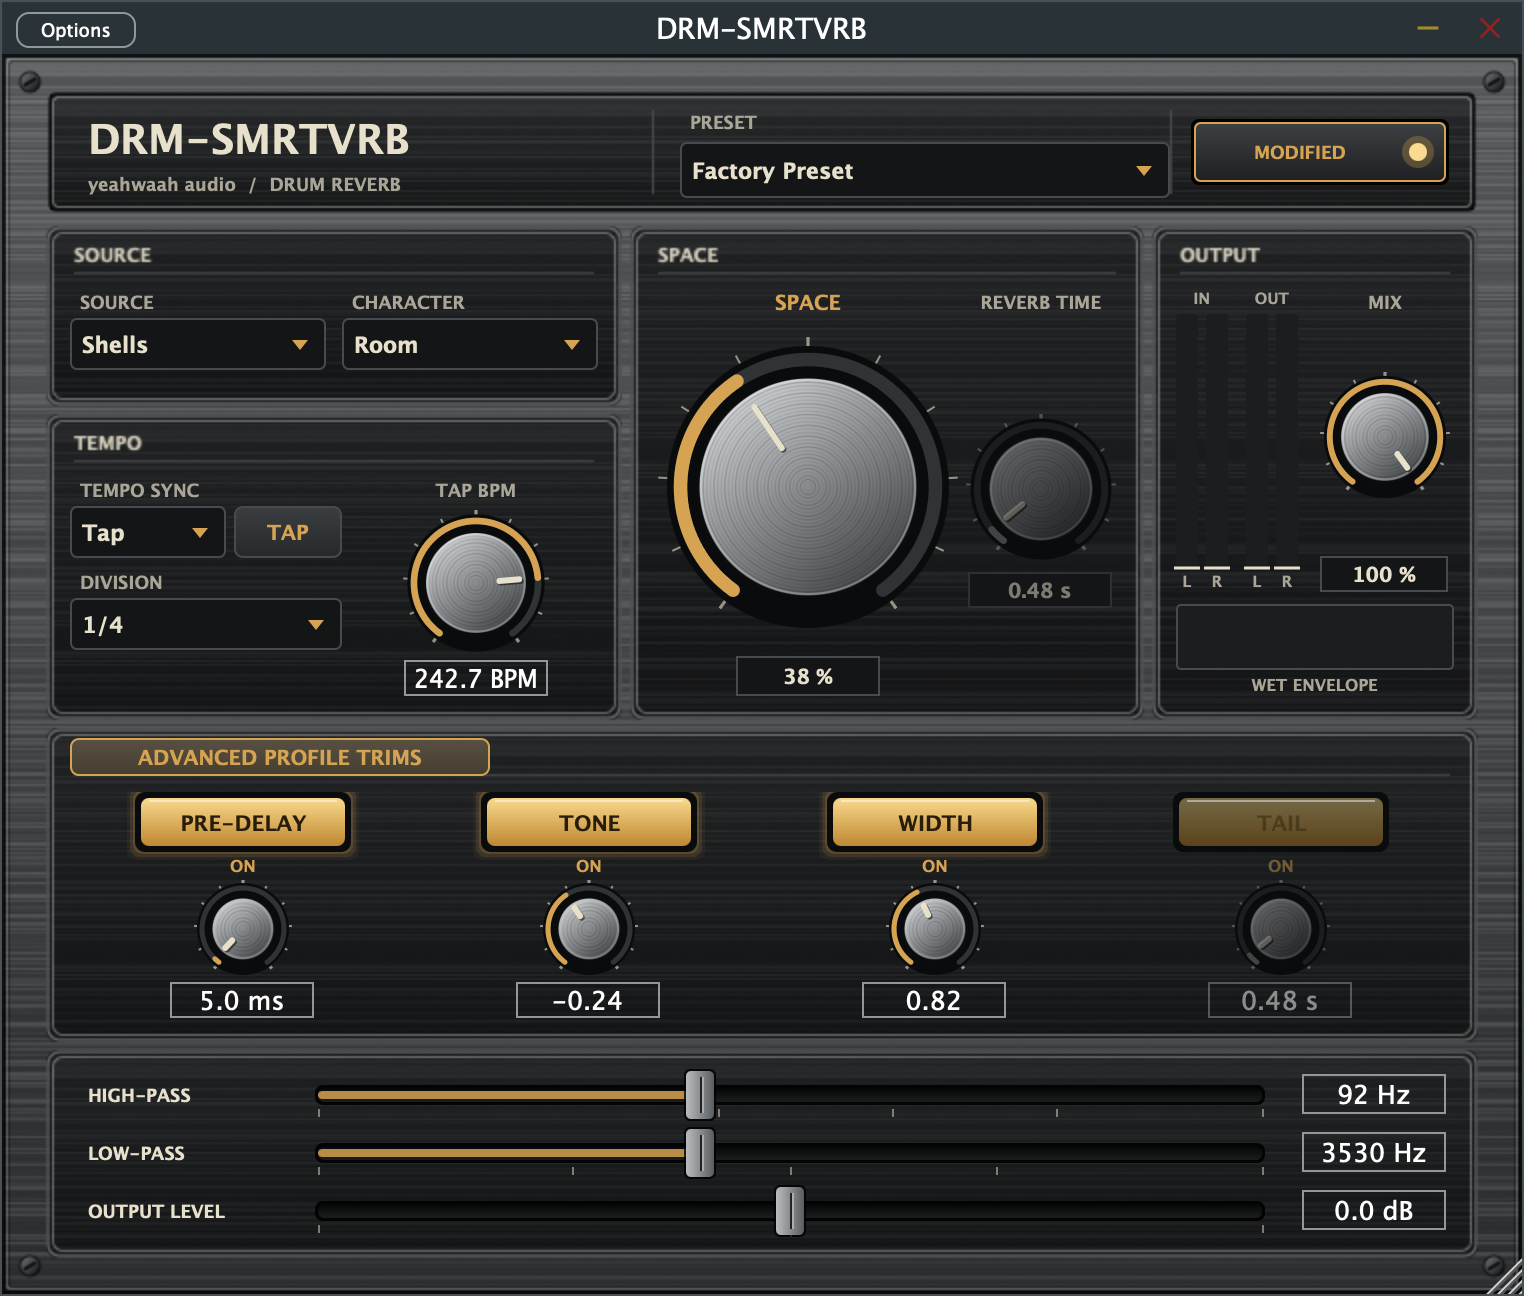 Options
DRM-SMRTVRB
DRM-SMRTVRB
yeahwaah audio / DRUM REVERB
PRESET
Factory Preset
MODIFIED
SOURCE
SOURCE
CHARACTER
Shells
Room
TEMPO
TEMPO SYNC
TAP BPM
Tap
TAP
DIVISION
1/4
242.7 BPM
SPACE
SPACE
REVERB TIME
0.48 s
38 %
OUTPUT
IN
OUT
MIX
L R L R
100 %
WET ENVELOPE
ADVANCED PROFILE TRIMS
PRE-DELAY
TONE
WIDTH
TAIL
ON
ON
ON
ON
5.0 ms
-0.24
0.82
0.48 s
HIGH-PASS
92 Hz
LOW-PASS
3530 Hz
OUTPUT LEVEL
0.0 dB